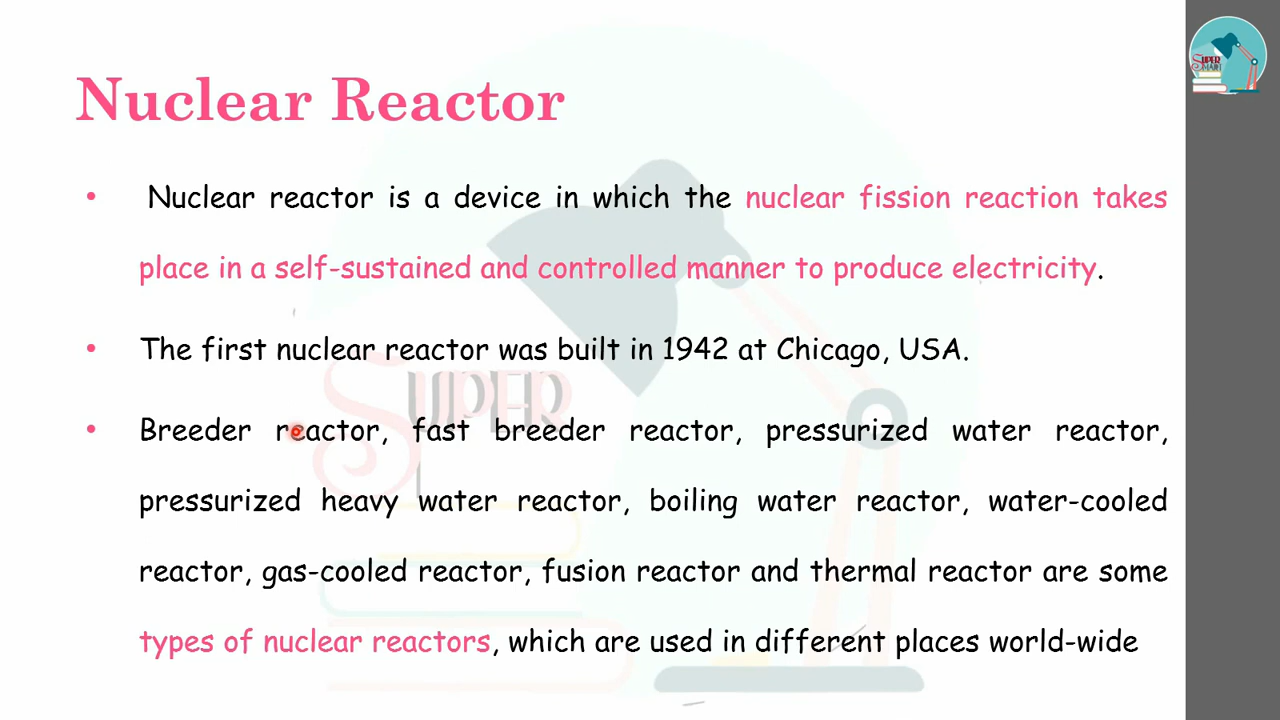 Nuclear Reactor
• Nuclear reactor is a device in which the nuclear fission reaction takes
place in a self-sustained and controlled manner to produce electricity.
• The first nuclear reactor was built in 1942 at Chicago, USA.
• Breeder reactor, fast breeder reactor, pressurized water reactor,
pressurized heavy water reactor, boiling water reactor, water-cooled
reactor, gas-cooled reactor, fusion reactor and thermal reactor are some
types of nuclear reactors, which are used in different places world-wide
SUPER
SUPER